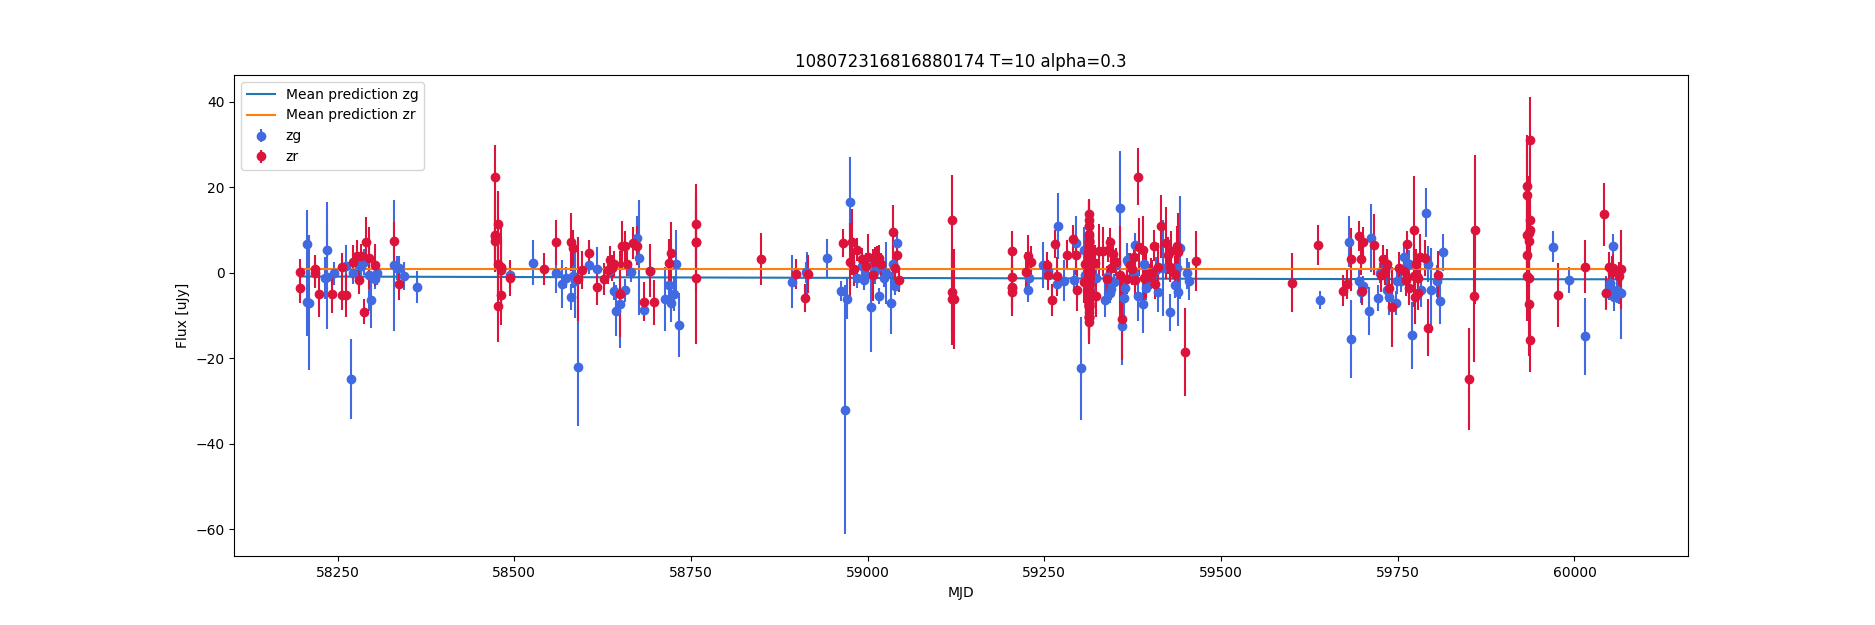 108072316816880174 T=10 alpha=0.3
Mean prediction zg
Mean prediction zr
zg
zr
Flux [uJy]
40
20
0
−20
−40
−60
58250 58500 58750 59000 59250 59500 59750 60000
MJD